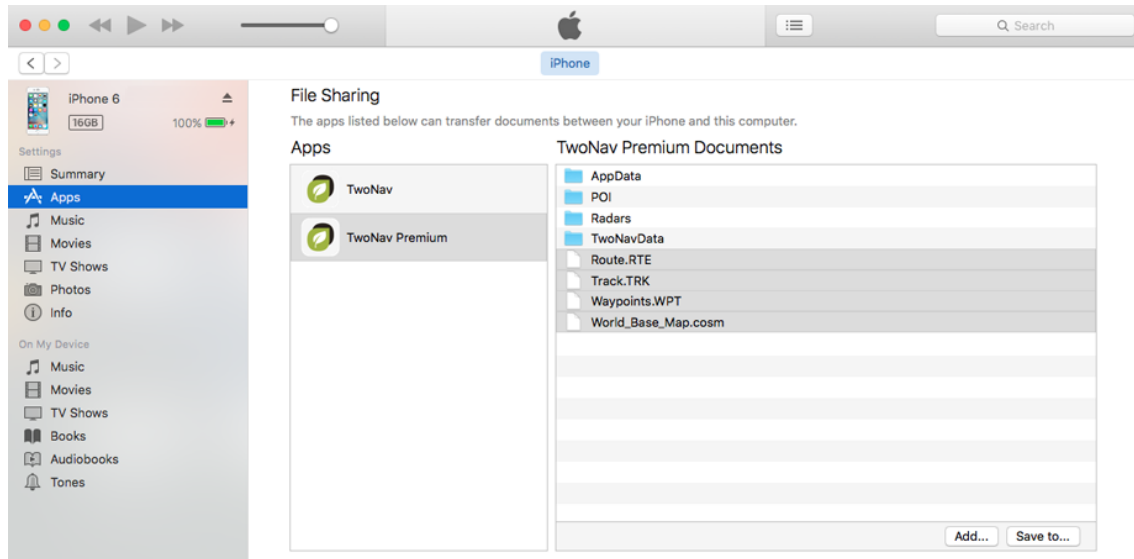 Search
iPhone
iPhone 6
16GB
100%
Settings
Summary
Apps
Music
Movies
TV Shows
Photos
Info
On My Device
Music
Movies
TV Shows
Books
Audiobooks
Tones
File Sharing
The apps listed below can transfer documents between your iPhone and this computer.
Apps
TwoNav
TwoNav Premium
TwoNav Premium Documents
AppData
POI
Radars
TwoNavData
Route.RTE
Track.TRK
Waypoints.WPT
World_Base_Map.cosm
Add...
Save to...